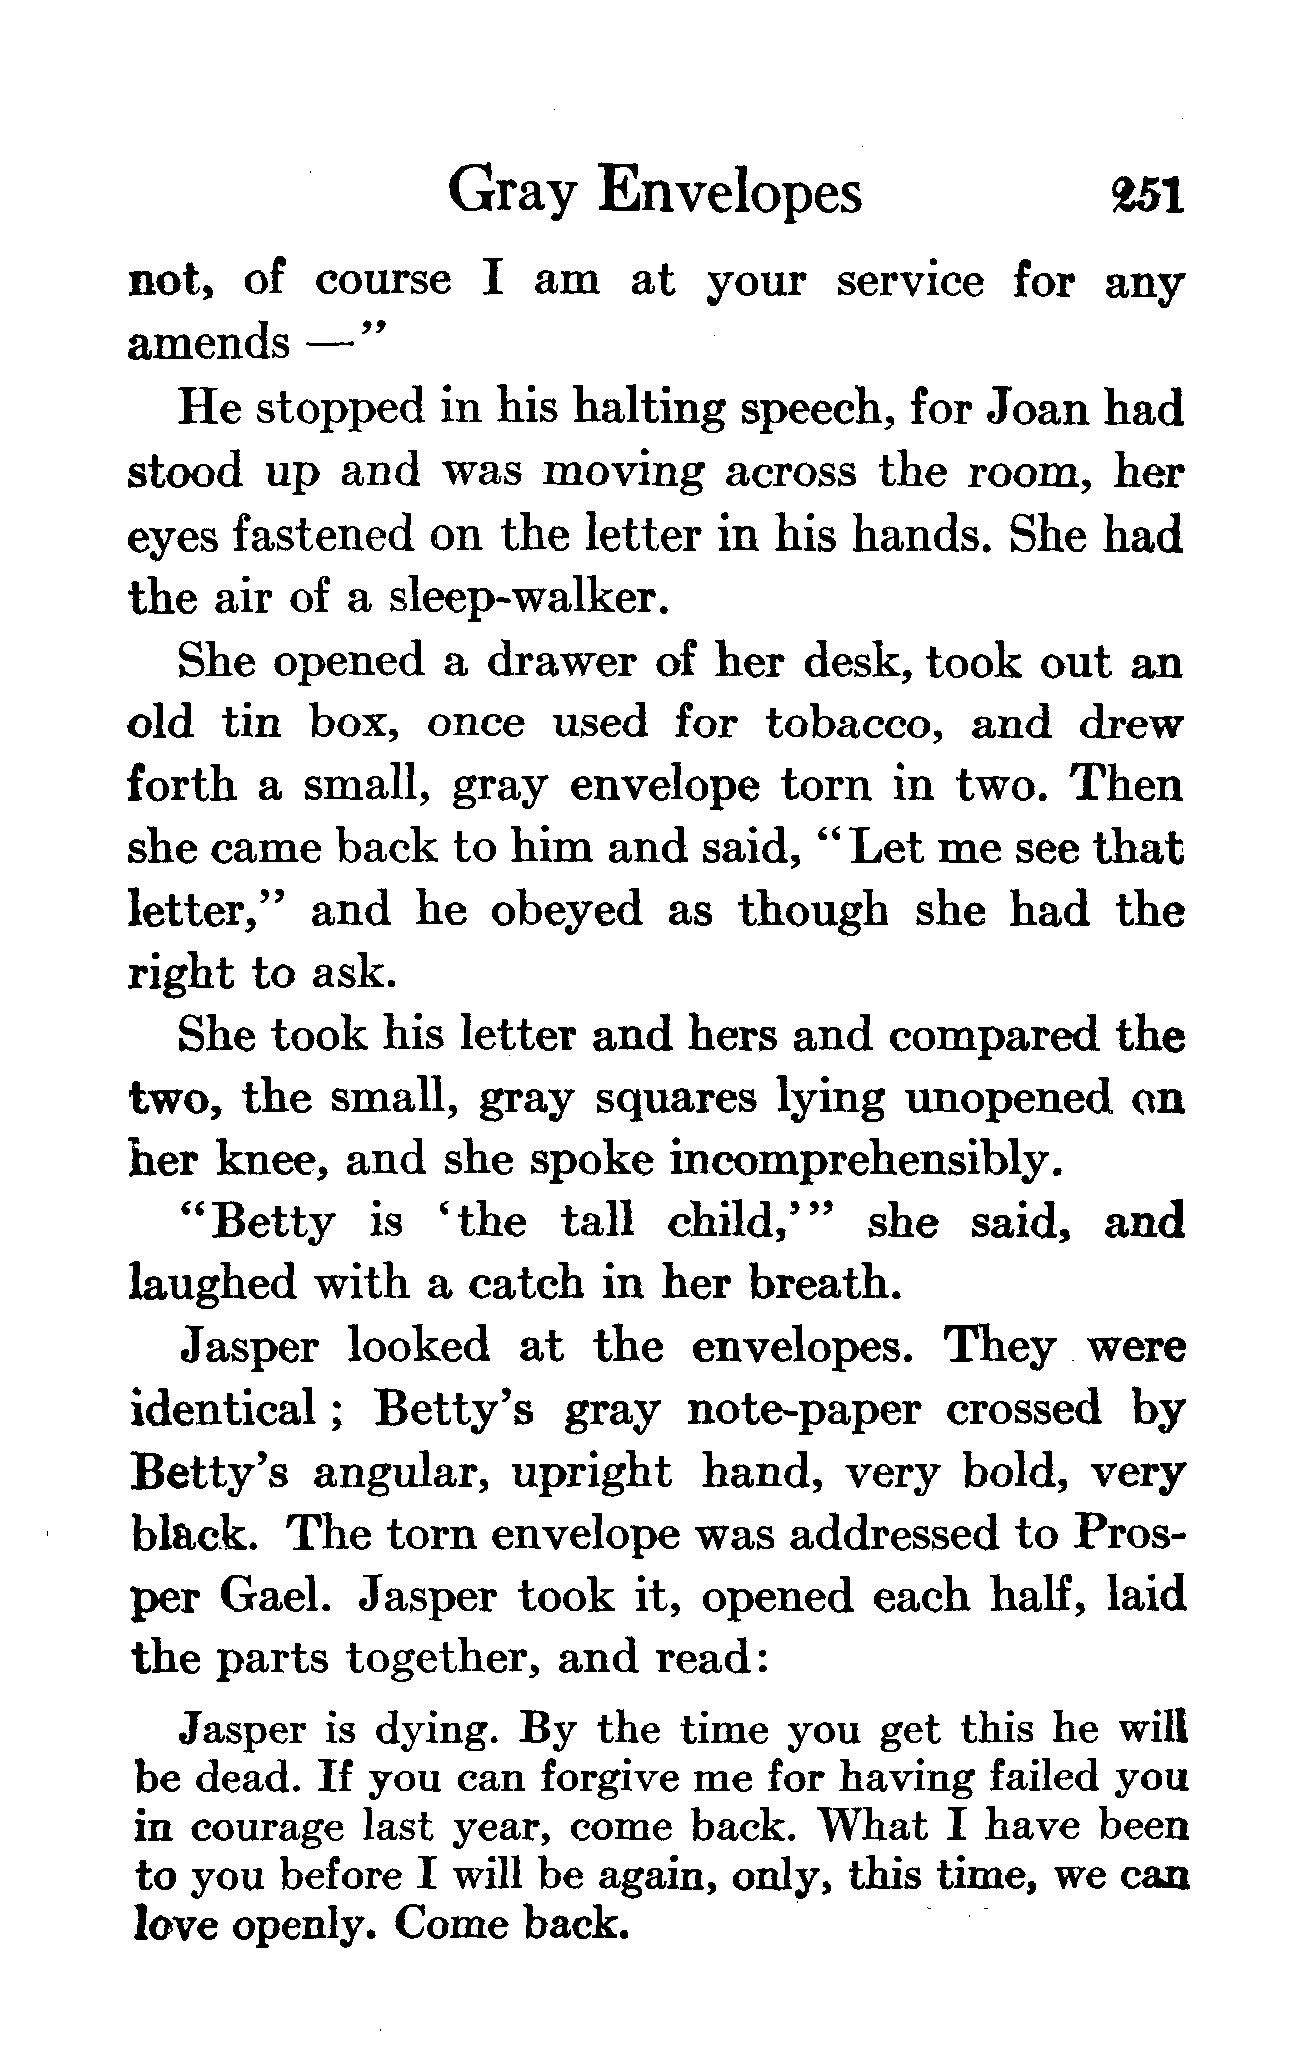 Gray Envelopes 251
not, of course I am at your service for any
amends —"
He stopped in his halting speech, for Joan had
stood up and was moving across the room, her
eyes fastened on the letter in his hands. She had
the air of a sleep-walker.
She opened a drawer of her desk, took out an
old tin box, once used for tobacco, and drew
forth a small, gray envelope torn in two. Then
she came back to him and said, "Let me see that
letter," and he obeyed as though she had the
right to ask.
She took his letter and hers and compared the
two, the small, gray squares lying unopened on
her knee, and she spoke incomprehensibly.
"Betty is 'the tall child,'" she said, and
laughed with a catch in her breath.
Jasper looked at the envelopes. They were
identical; Betty's gray note-paper crossed by
Betty's angular, upright hand, very bold, very
black. The torn envelope was addressed to Pros-
per Gael. Jasper took it, opened each half, laid
the parts together, and read:
Jasper is dying. By the time you get this he will
be dead. If you can forgive me for having failed you
in courage last year, come back. What I have been
to you before I will be again, only, this time, we can
love openly. Come back.